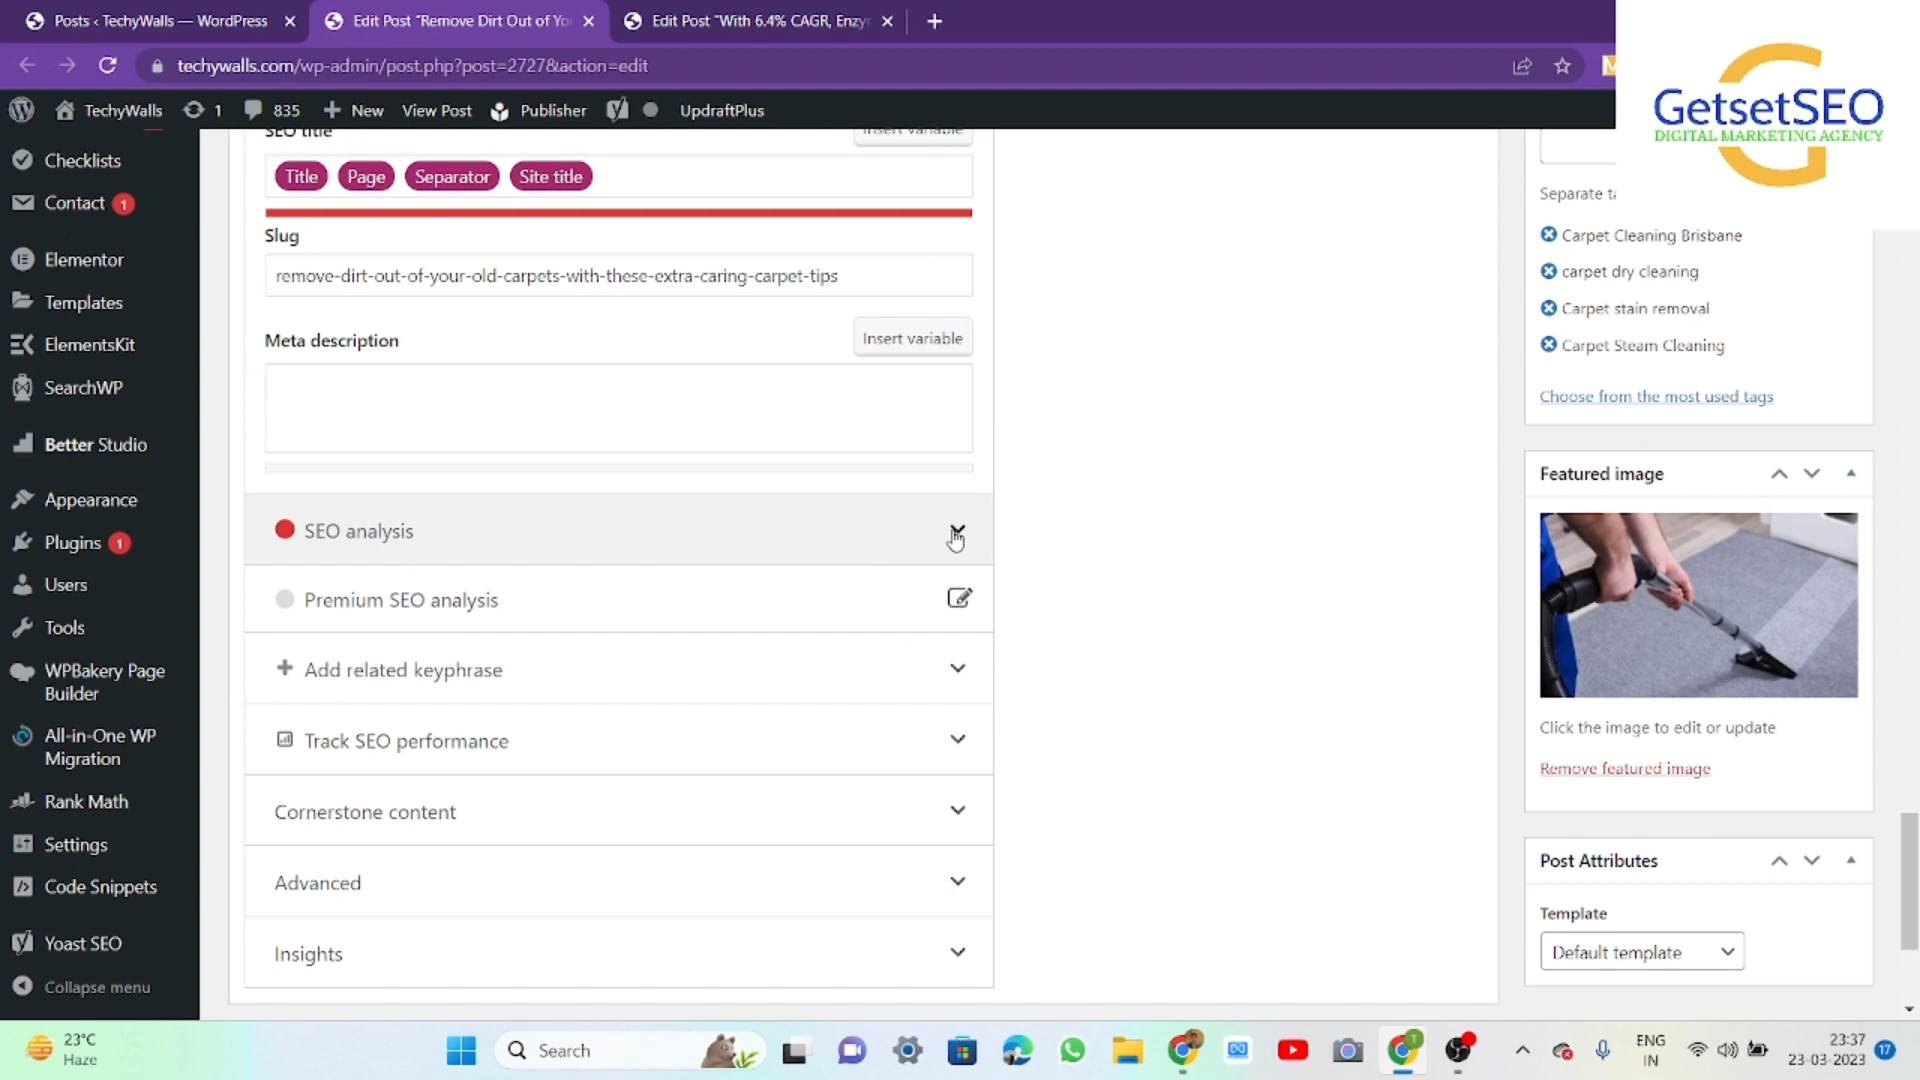 Posts ‹ TechyWalls — WordPress
Edit Post "Remove Dirt Out of Yo
Edit Post "With 6.4% CAGR, Enzy
techywalls.com/wp-admin/post.php?post=2727&action=edit
TechyWalls
1
835
New
View Post
Publisher
UpdraftPlus
GetsetSEO
DIGITAL MARKETING AGENCY
Checklists
Contact 1
Elementor
Templates
ElementsKit
SearchWP
Better Studio
Appearance
Plugins 1
Users
Tools
WPBakery Page
Builder
All-in-One WP
Migration
Rank Math
Settings
Code Snippets
Yoast SEO
Collapse menu
SEO title
Insert variable
Title
Page
Separator
Site title
Slug
remove-dirt-out-of-your-old-carpets-with-these-extra-caring-carpet-tips
Meta description
Insert variable
SEO analysis
Premium SEO analysis
Add related keyphrase
Track SEO performance
Cornerstone content
Advanced
Insights
Separate
Carpet Cleaning Brisbane
carpet dry cleaning
Carpet stain removal
Carpet Steam Cleaning
Choose from the most used tags
Featured image
Click the image to edit or update
Remove featured image
Post Attributes
Template
Default template
23°C
Haze
Search
ENG
IN
23:37
23-03-2023
17